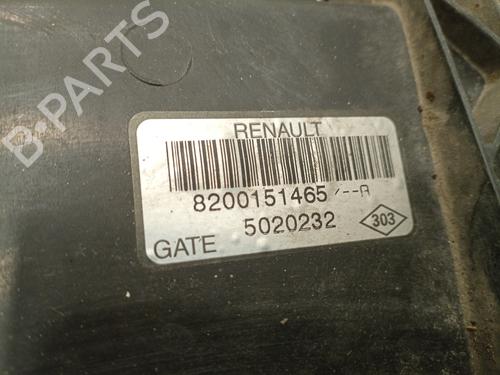 B-PARTS
RENAULT
8200151465 /--A
GATE 5020232 303